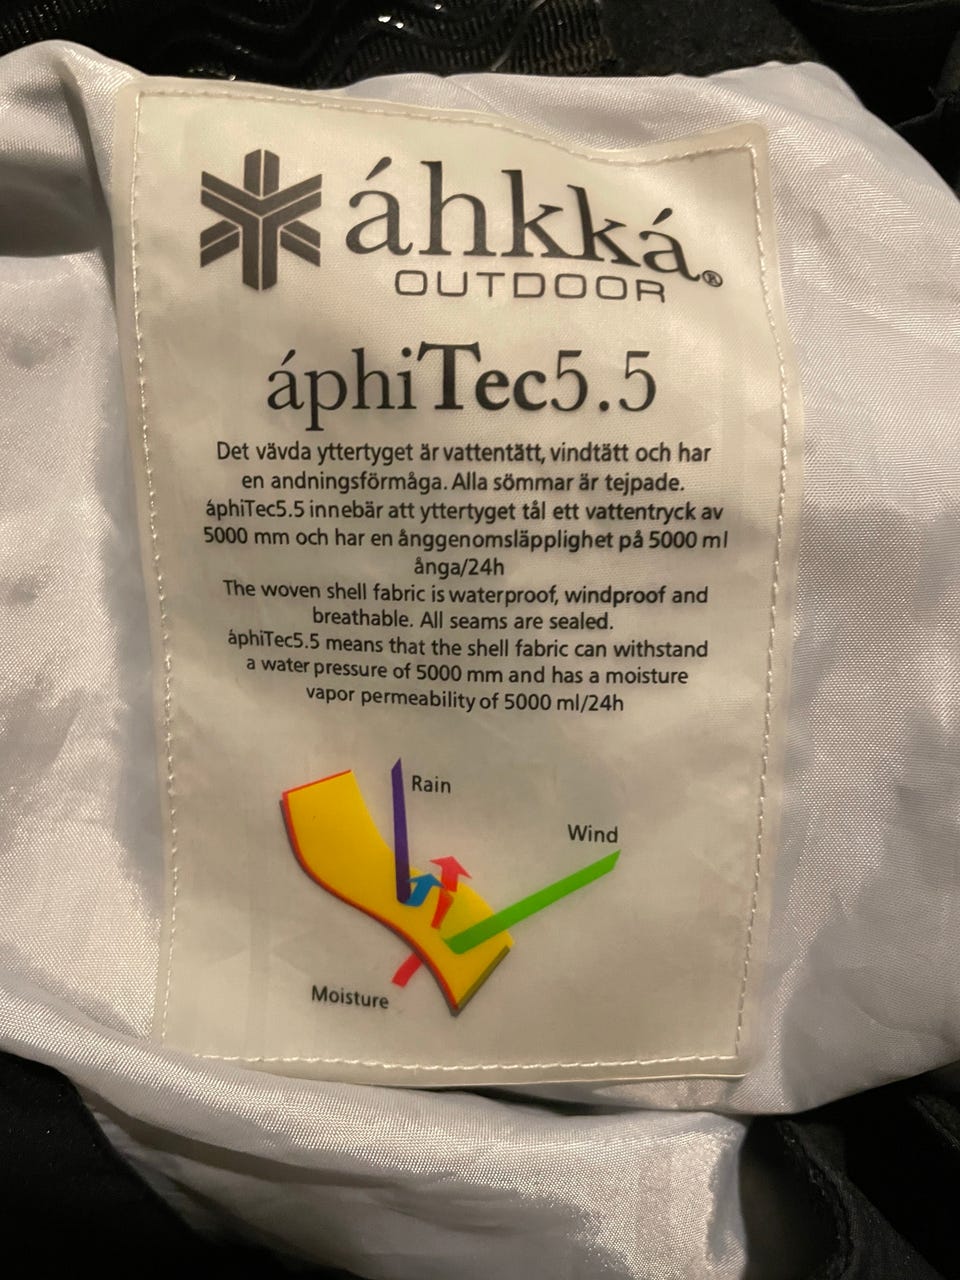 áhkká®
OUTDOOR
áphiTec5.5
Det vävda yttertyget är vattentätt, vindtätt och har
en andningsförmåga. Alla sömmar är tejpade.
áphiTec5.5 innebär att yttertyget tål ett vattentryck av
5000 mm och har en ånggenomsläpplighet på 5000 ml
ånga/24h
The woven shell fabric is waterproof, windproof and
breathable. All seams are sealed.
áphiTec5.5 means that the shell fabric can withstand
a water pressure of 5000 mm and has a moisture
vapor permeability of 5000 ml/24h
Rain
Wind
Moisture